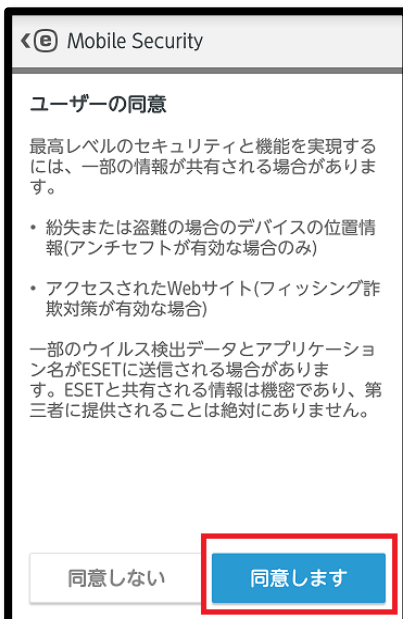 Mobile Security
ユーザーの同意
最高レベルのセキュリティと機能を実現する
には、一部の情報が共有される場合がありま
す。
• 紛失または盗難の場合のデバイスの位置情
報(アンチセフトが有効な場合のみ)
• アクセスされたWebサイト(フィッシング詐
欺対策が有効な場合)
一部のウイルス検出データとアプリケーショ
ン名がESETに送信される場合がありま
す。ESETと共有される情報は機密であり、第
三者に提供されることは絶対にありません。
同意しない 同意します